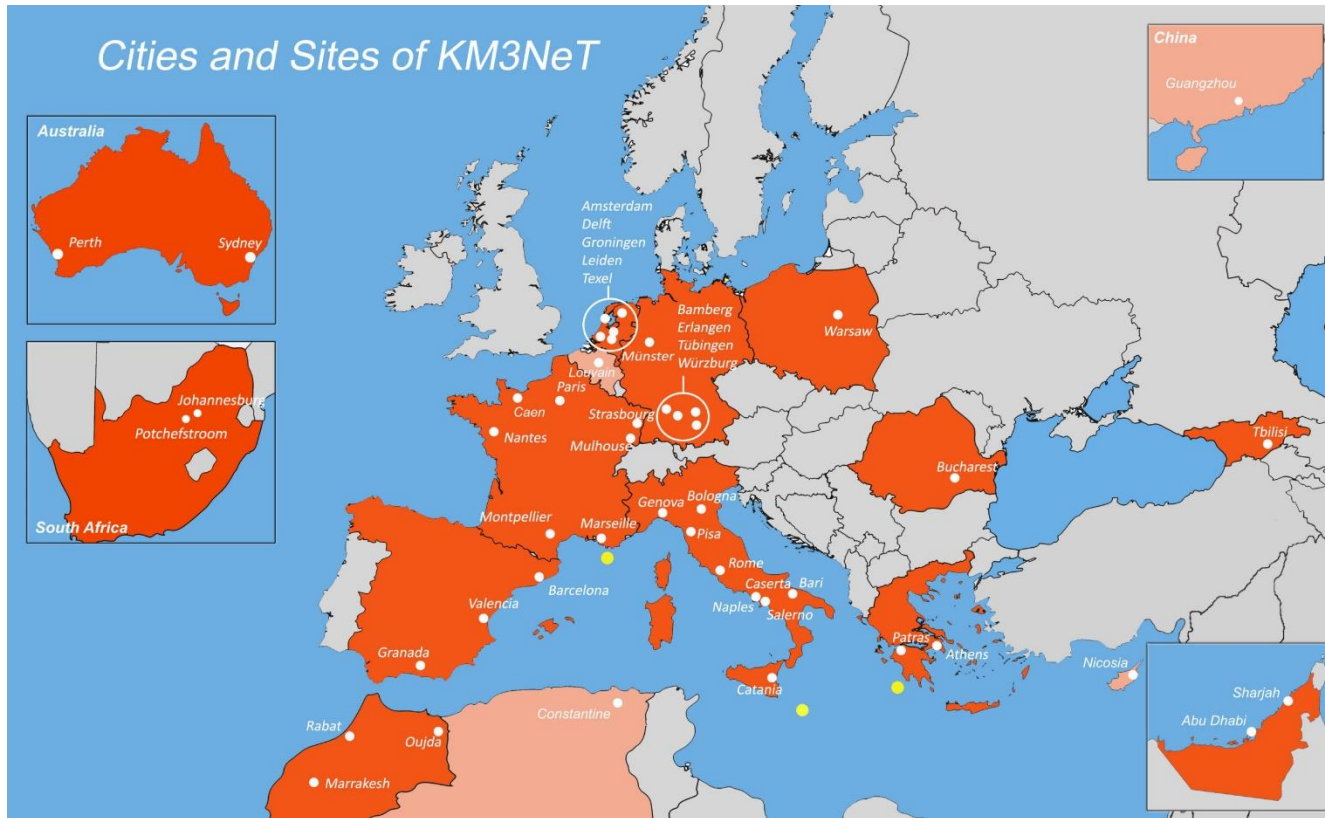 Cities and Sites of KM3NeT
China
Guangzhou
Australia
Perth
Sydney
Amsterdam
Delft
Groningen
Leiden
Texel
Bamberg
Erlangen
Tübingen
Würzburg
Warsaw
Münster
Louvain
Paris
Caen
Strasbourg
Nantes
Mulhouse
Johannesburg
Potchefstroom
South Africa
Tbilisi
Bucharest
Genova
Bologna
Montpellier
Marseille
Pisa
Rome
Barcelona
Caserta
Bari
Naples
Salerno
Valencia
Granada
Catania
Patras
Athens
Nicosia
Sharjah
Abu Dhabi
Constantine
Rabat
Oujda
Marrakesh